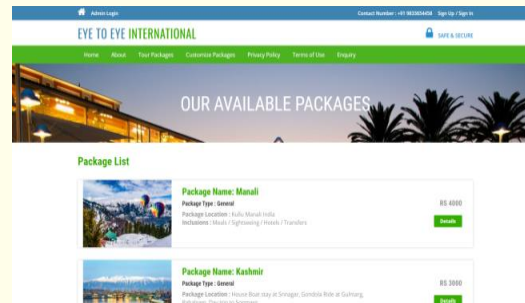 Admin Login
Contact Number : +91 9835654458 Sign Up / Sign In
EYE TO EYE INTERNATIONAL
SAFE & SECURE
Home About Tour Packages Customize Packages Privacy Policy Terms of Use Enquiry
OUR AVAILABLE PACKAGES
Package List
Package Name: Manali
Package Type : General
Package Location : Kullu Manali India
Inclusions : Meals / Sightseeing / Hotels / Transfers
RS 4000
Details
Package Name: Kashmir
Package Type : General
Package Location : House Boat stay at Srinagar, Gondola Ride at Gulmarg,
RS 3000
Details